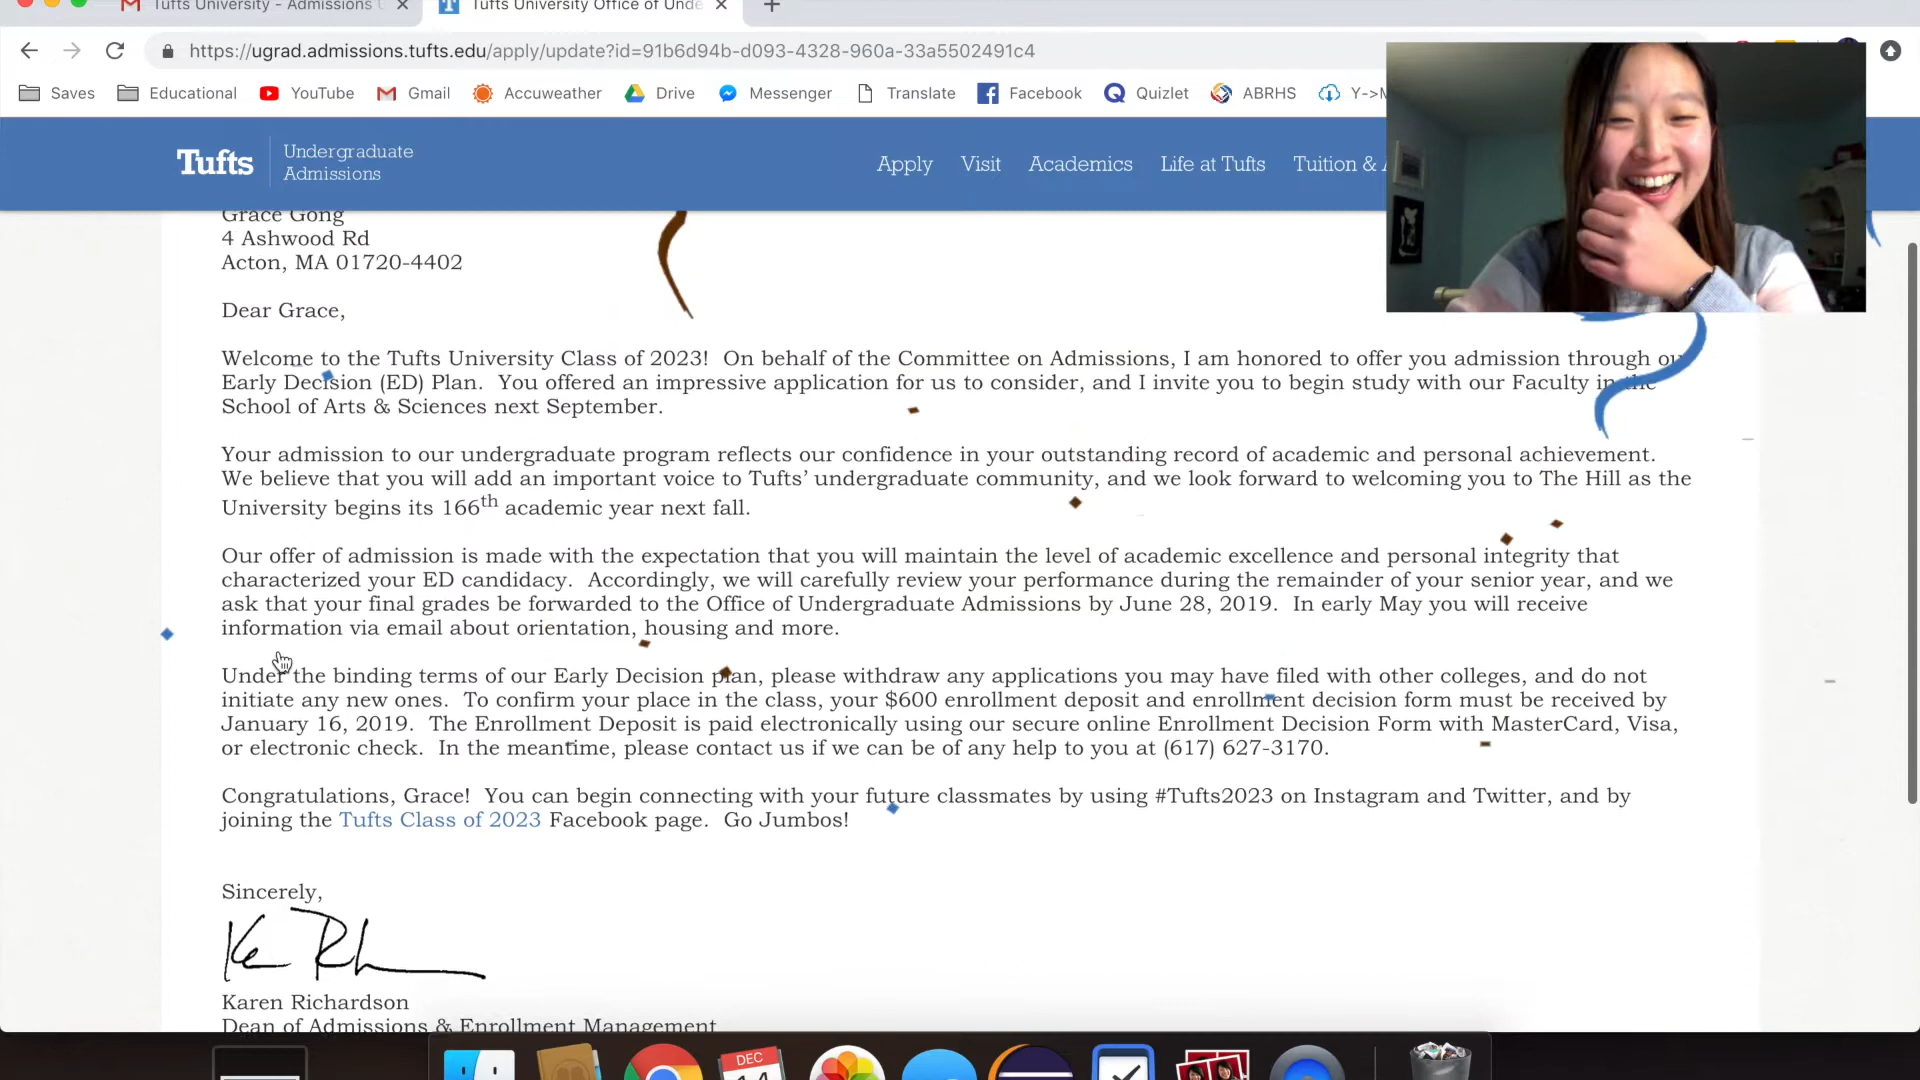 Tufts University - Admissions
Tufts University Office of Unde
https://ugrad.admissions.tufts.edu/apply/update?id=91b6d94b-d093-4328-960a-33a5502491c4
Saves Educational YouTube Gmail Accuweather Drive Messenger Translate Facebook Quizlet ABRHS Y->M
Tufts Undergraduate Admissions Apply Visit Academics Life at Tufts Tuition &
Grace Gong
4 Ashwood Rd
Acton, MA 01720-4402
Dear Grace,
Welcome to the Tufts University Class of 2023! On behalf of the Committee on Admissions, I am honored to offer you admission through our
Early Decision (ED) Plan. You offered an impressive application for us to consider, and I invite you to begin study with our Faculty in the
School of Arts & Sciences next September.
Your admission to our undergraduate program reflects our confidence in your outstanding record of academic and personal achievement.
We believe that you will add an important voice to Tufts' undergraduate community, and we look forward to welcoming you to The Hill as the
University begins its 166th academic year next fall.
Our offer of admission is made with the expectation that you will maintain the level of academic excellence and personal integrity that
characterized your ED candidacy. Accordingly, we will carefully review your performance during the remainder of your senior year, and we
ask that your final grades be forwarded to the Office of Undergraduate Admissions by June 28, 2019. In early May you will receive
information via email about orientation, housing and more.
Under the binding terms of our Early Decision plan, please withdraw any applications you may have filed with other colleges, and do not
initiate any new ones. To confirm your place in the class, your $600 enrollment deposit and enrollment decision form must be received by
January 16, 2019. The Enrollment Deposit is paid electronically using our secure online Enrollment Decision Form with MasterCard, Visa,
or electronic check. In the meantime, please contact us if we can be of any help to you at (617) 627-3170.
Congratulations, Grace! You can begin connecting with your future classmates by using #Tufts2023 on Instagram and Twitter, and by
joining the Tufts Class of 2023 Facebook page. Go Jumbos!
Sincerely,
Karen Richardson
Dean of Admissions & Enrollment Management
DEC